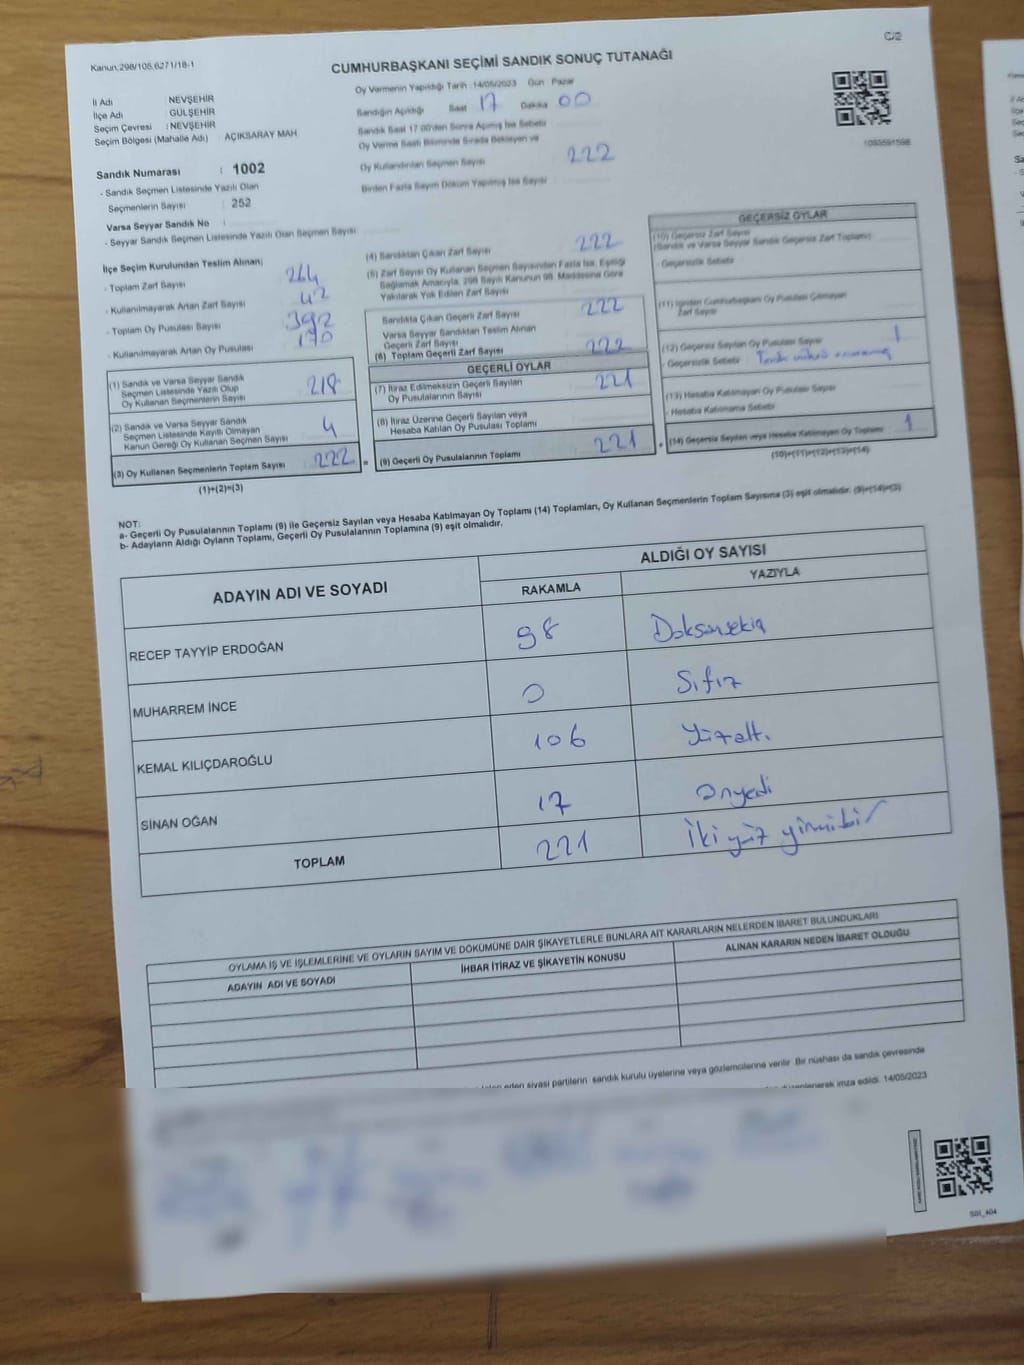 C/2
Kanun.298/105,6271/18-1
CUMHURBAŞKANI SEÇİMİ SANDIK SONUÇ TUTANAĞI
İl Adı : NEVŞEHİR
İlçe Adı : GÜLŞEHİR
Seçim Çevresi : NEVŞEHİR
Seçim Bölgesi (Mahalle Adı) AÇIKSARAY MAH.
Oy Vermenin Yapıldığı Tarih 14/05/2023 Gün Pazar
Sandığın Açıldığı Saat 17 Dakika 00
Sandık Saat 17.00'den Sonra Açılmış İse Sebebi
Oy Verme Saati Bitiminde Sırada Bekleyen ve
Oy Kullandırılan Seçmen Sayısı 222
Birden Fazla Sayım Döküm Yapılmış İse Sayısı
Sandık Numarası : 1002
- Sandık Seçmen Listesinde Yazılı Olan
Seçmenlerin Sayısı : 252
Varsa Seyyar Sandık No :
- Seyyar Sandık Seçmen Listesinde Yazılı Olan Seçmen Sayısı :
İlçe Seçim Kurulundan Teslim Alınan;
- Toplam Zarf Sayısı 264
- Kullanılmayarak Artan Zarf Sayısı 42
- Toplam Oy Pusulası Sayısı 392
- Kullanılmayarak Artan Oy Pusulası 170
(1) Sandık ve Varsa Seyyar Sandık
Seçmen Listesinde Yazılı Olup
Oy Kullanan Seçmenlerin Sayısı 218
(2) Sandık ve Varsa Seyyar Sandık
Seçmen Listesinde Kayıtlı Olmayan
Kanun Gereği Oy Kullanan Seçmen Sayısı 4
(3) Oy Kullanan Seçmenlerin Toplam Sayısı 222 =
(1)+(2)=(3)
(4) Sandıktan Çıkan Zarf Sayısı 222
(5) Zarf Sayısı Oy Kullanan Seçmen Sayısından Fazla İse, Eşitliği
Sağlamak Amacıyla, 298 Sayılı Kanunun 98. Maddesine Göre
Yakılarak Yok Edilen Zarf Sayısı
Sandıkta Çıkan Geçerli Zarf Sayısı 222
Varsa Seyyar Sandıktan Teslim Alınan
Geçerli Zarf Sayısı
(6) Toplam Geçerli Zarf Sayısı 222
GEÇERLİ OYLAR
(7) İtiraz Edilmeksizin Geçerli Sayılan
Oy Pusulalarının Sayısı 221
(8) İtiraz Üzerine Geçerli Sayılan veya
Hesaba Katılan Oy Pusulası Toplamı
(9) Geçerli Oy Pusulalarının Toplamı 221 +
GEÇERSİZ OYLAR
(10) Geçersiz Zarf Sayısı
(Sandık ve Varsa Seyyar Sandık Geçersiz Zarf Toplamı)
- Geçersizlik Sebebi
(11) İçinden Cumhurbaşkanı Oy Pusulası Çıkmayan
Zarf Sayısı
(12) Geçersiz Sayılan Oy Pusulası Sayısı 1
- Geçersizlik Sebebi
(13) Hesaba Katılmayan Oy Pusulası Sayısı
- Hesaba Katılmama Sebebi
(14) Geçersiz Sayılan veya Hesaba Katılmayan Oy Toplamı 1
(10)+(11)+(12)+(13)=(14)
NOT:
a- Geçerli Oy Pusulalarının Toplamı (9) ile Geçersiz Sayılan veya Hesaba Katılmayan Oy Toplamı (14) Toplamları, Oy Kullanan Seçmenlerin Toplam Sayısına (3) eşit olmalıdır. (9)+(14)=(3)
b- Adayların Aldığı Oyların Toplamı, Geçerli Oy Pusulalarının Toplamına (9) eşit olmalıdır.
ADAYIN ADI VE SOYADI ALDIĞI OY SAYISI
RAKAMLA YAZIYLA
RECEP TAYYİP ERDOĞAN 98 Doksansekiz
MUHARREM İNCE 0 Sıfır
KEMAL KILIÇDAROĞLU 106 Yüzaltı
SİNAN OĞAN 17 Onyedi
TOPLAM 221 İkiyüz yirmibir
OYLAMA İŞ VE İŞLEMLERİNE VE OYLARIN SAYIM VE DÖKÜMÜNE DAİR ŞİKAYETLERLE BUNLARA AİT KARARLARIN NELERDEN İBARET BULUNDUKLARI
ADAYIN ADI VE SOYADI İHBAR İTİRAZ VE ŞİKAYETİN KONUSU ALINAN KARARIN NEDEN İBARET OLDUĞU
eden siyasi partilerin sandık kurulu üyelerine veya gözlemcilerine verilir. Bir nüshası da sandık çevresinde
düzenlenerek imza edildi. 14/05/2023
S01_404